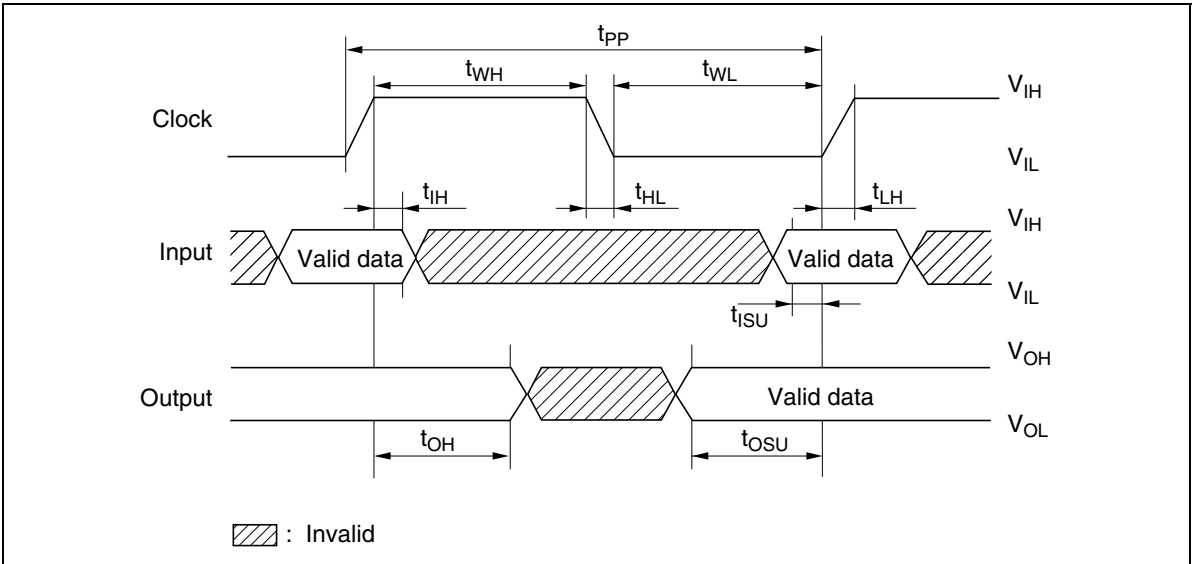 tPP
tWH tWL
Clock
VIH
VIL
tIH tHL tLH
Input
Valid data Valid data
VIH
VIL
tISU
Output
Valid data
VOH
VOL
tOH tOSU
: Invalid